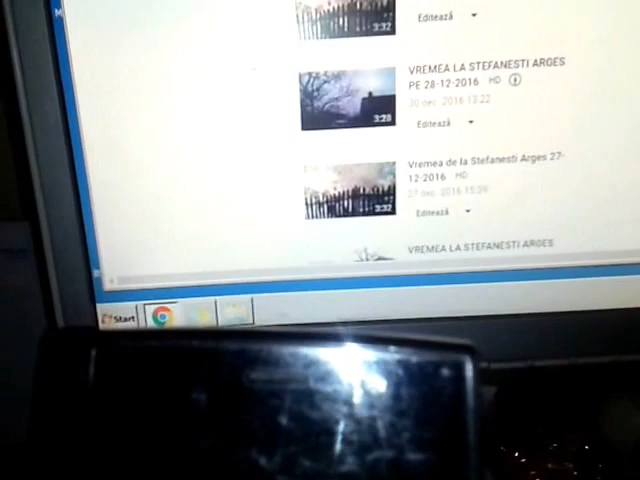 3:32
Editează
VREMEA LA STEFANESTI ARGES
PE 28-12-2016 HD
30 dec. 2016 13:22
3:28
Editează
Vremea de la Stefanesti Arges 27-
12-2016 HD
27 dec. 2016 15:39
3:32
Editează
VREMEA LA STEFANESTI ARGES
Start